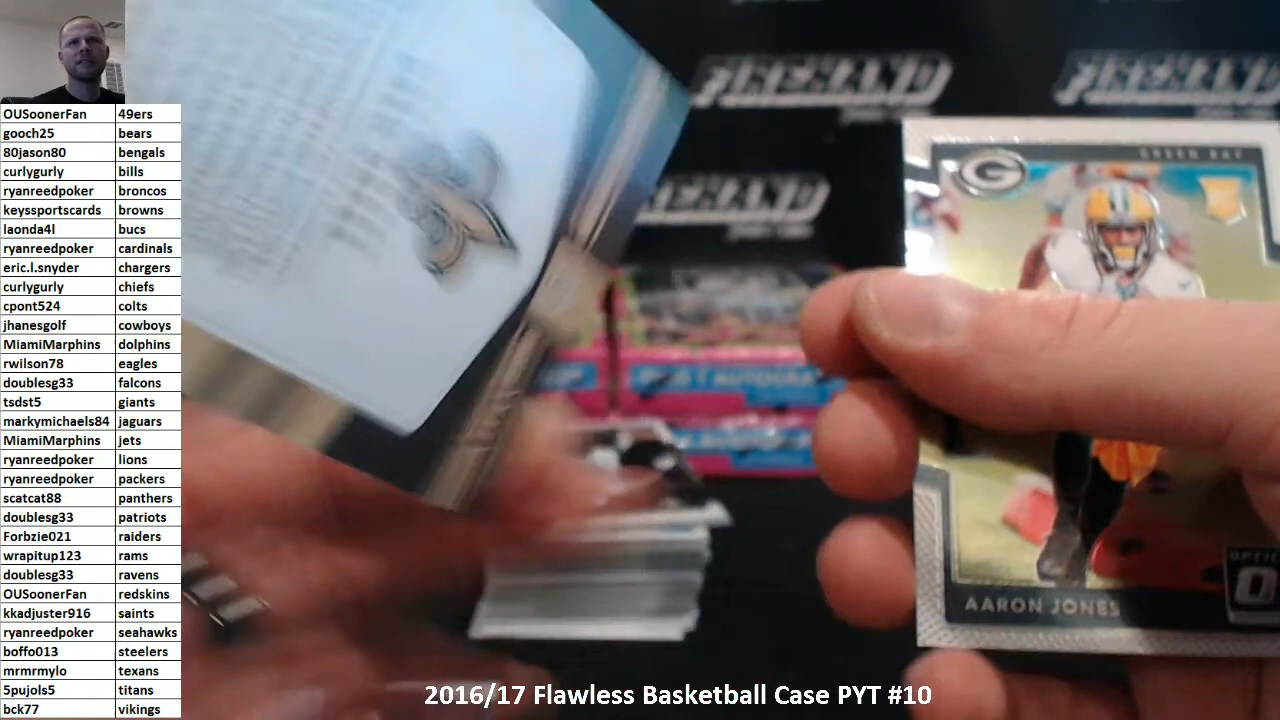 OUSoonerFan 49ers
gooch25 bears
80jason80 bengals
curlygurly bills
ryanreedpoker broncos
keyssportscards browns
laonda4l bucs
ryanreedpoker cardinals
eric.l.snyder chargers
curlygurly chiefs
cpont524 colts
jhanesgolf cowboys
MiamiMarphins dolphins
rwilson78 eagles
doublesg33 falcons
tsdst5 giants
markymichaels84 jaguars
MiamiMarphins jets
ryanreedpoker lions
ryanreedpoker packers
scatcat88 panthers
doublesg33 patriots
Forbzie021 raiders
wrapitup123 rams
doublesg33 ravens
OUSoonerFan redskins
kkadjuster916 saints
ryanreedpoker seahawks
boffo013 steelers
mrmrmylo texans
5pujols5 titans
bck77 vikings
FIREHAND
FIREHAND
FIREHAND
GREEN BAY
G
AARON JONES
2016/17 Flawless Basketball Case PYT #10